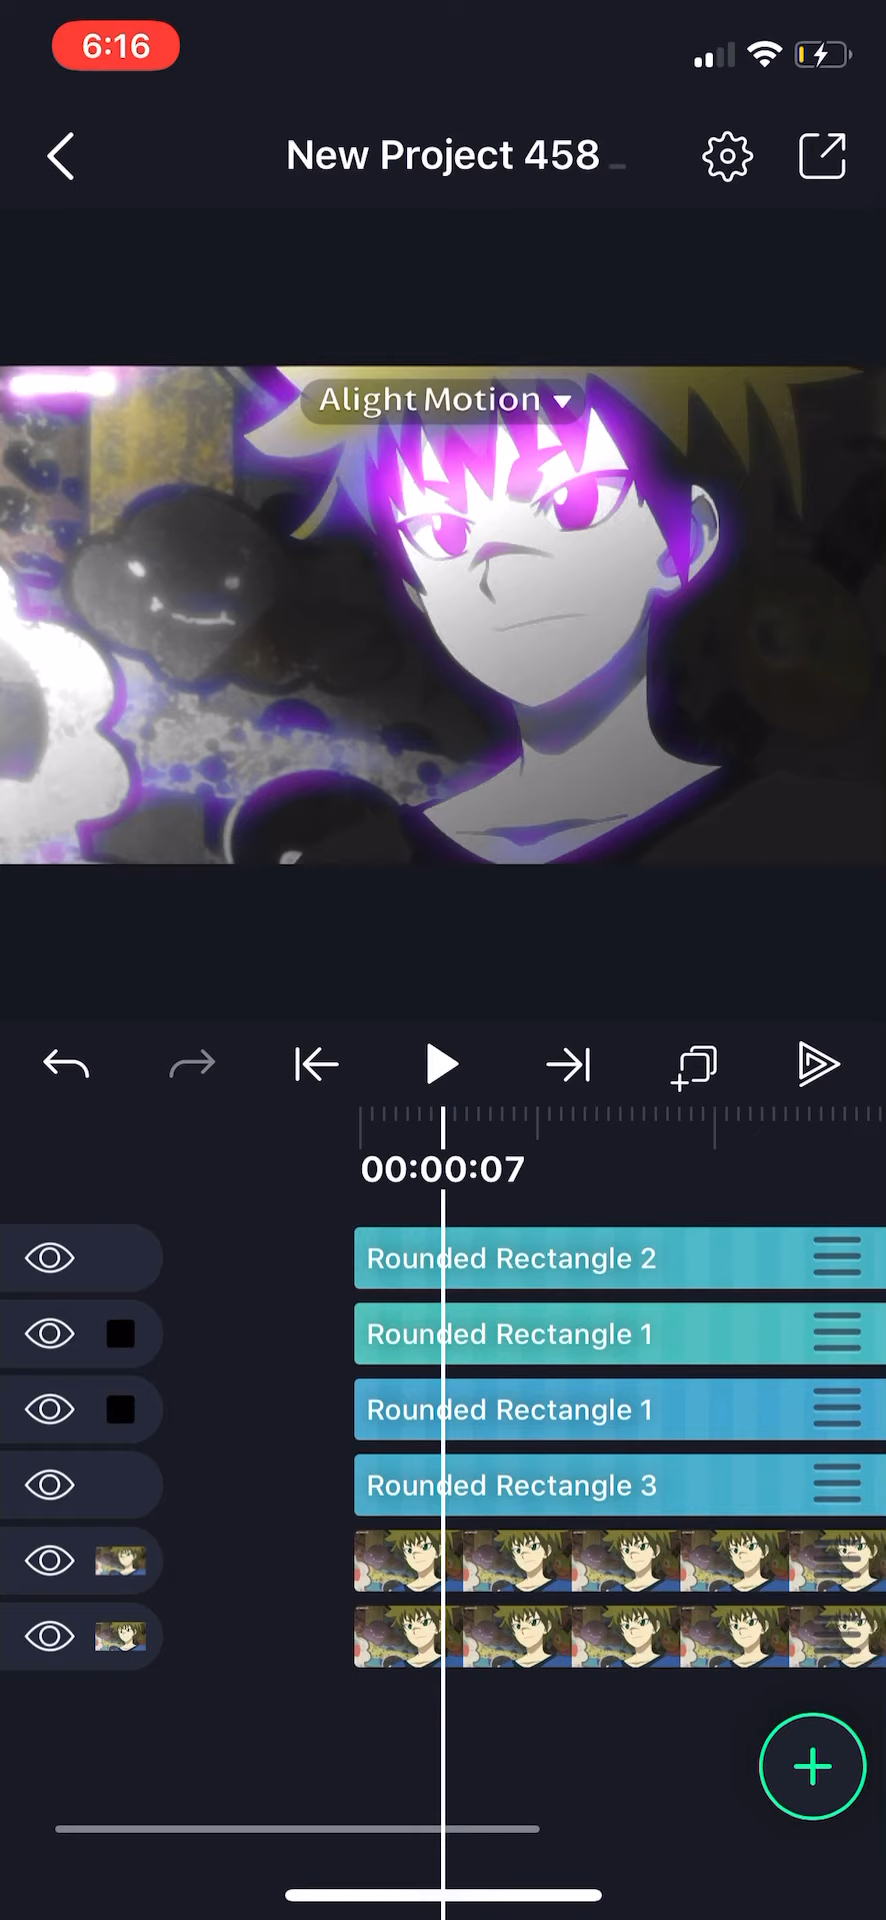 6:16
New Project 458
Alight Motion
00:00:07
Rounded Rectangle 2
Rounded Rectangle 1
Rounded Rectangle 1
Rounded Rectangle 3